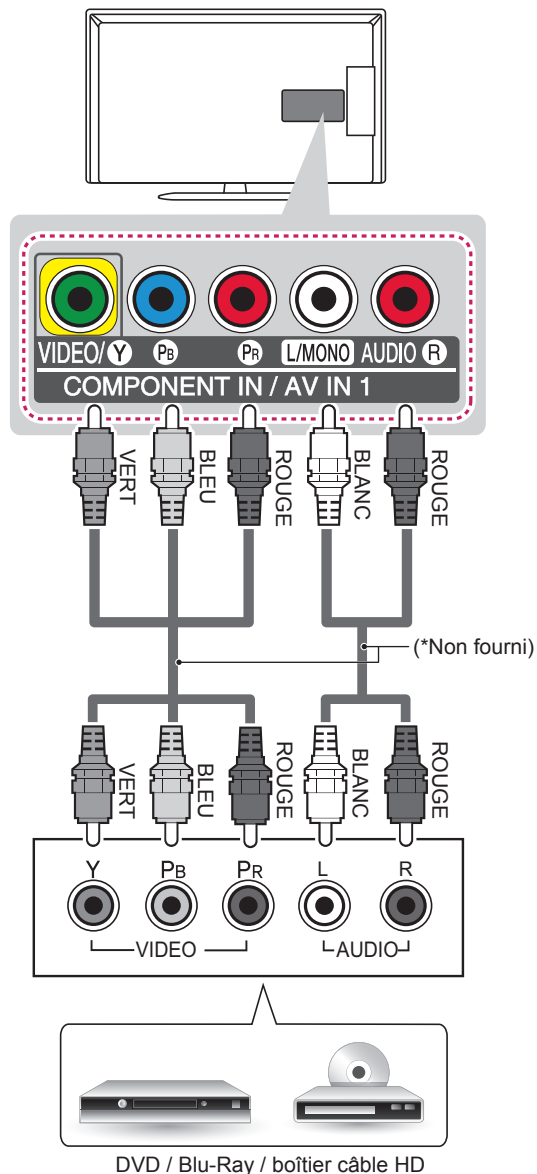 VIDEO/ Y PB PR L/MONO AUDIO R
COMPONENT IN / AV IN 1
VERT
BLEU
ROUGE
BLANC
ROUGE
(*Non fourni)
VERT
BLEU
ROUGE
BLANC
ROUGE
Y PB PR L R
VIDEO AUDIO
DVD / Blu-Ray / boîtier câble HD